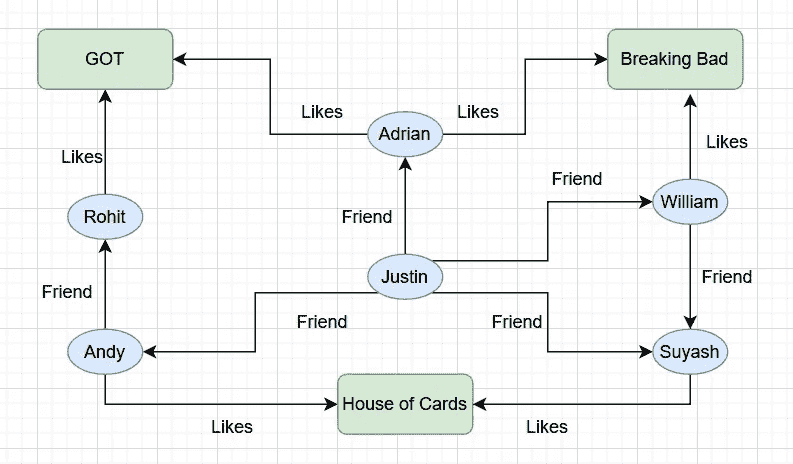 GOT
Breaking Bad
Likes
Likes
Adrian
Likes
Likes
Friend
Rohit
Friend
William
Justin
Friend
Friend
Friend
Friend
Andy
Suyash
House of Cards
Likes
Likes